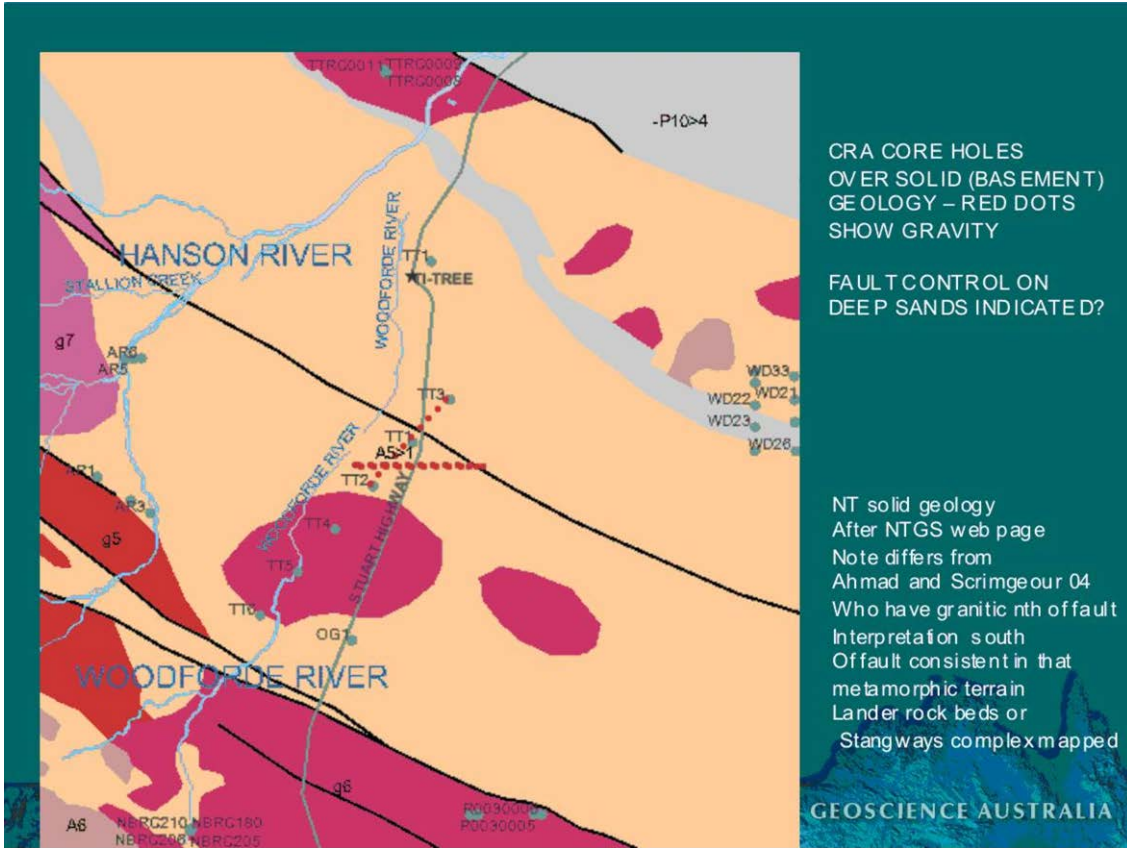 TTRC0011 TTRC0009
TTRC0008
-P10>4
HANSON RIVER
STALLION CREEK
WOODFORDE RIVER
TT1
TI-TREE
g7
AR6
AR5
TT3
TT1
A5>1
TT2
WD33
WD22 WD21
WD23
WD26
AR1
AR3
g5
WOODFORDE RIVER
STUART HIGHWAY
TT4
TT5
TT6
OG1
WOODFORDE RIVER
g6
A6
NBRC210 NBRC180
NBRC206 NBRC205
R0030006
R0030005
CRA CORE HOLES
OVER SOLID (BASEMENT)
GEOLOGY – RED DOTS
SHOW GRAVITY
FAULT CONTROL ON
DEEP SANDS INDICATED?
NT solid geology
After NTGS web page
Note differs from
Ahmad and Scrimgeour 04
Who have granitic nth of fault
Interpretation south
Of fault consistent in that
metamorphic terrain
Lander rock beds or
Stangways complex mapped
GEOSCIENCE AUSTRALIA